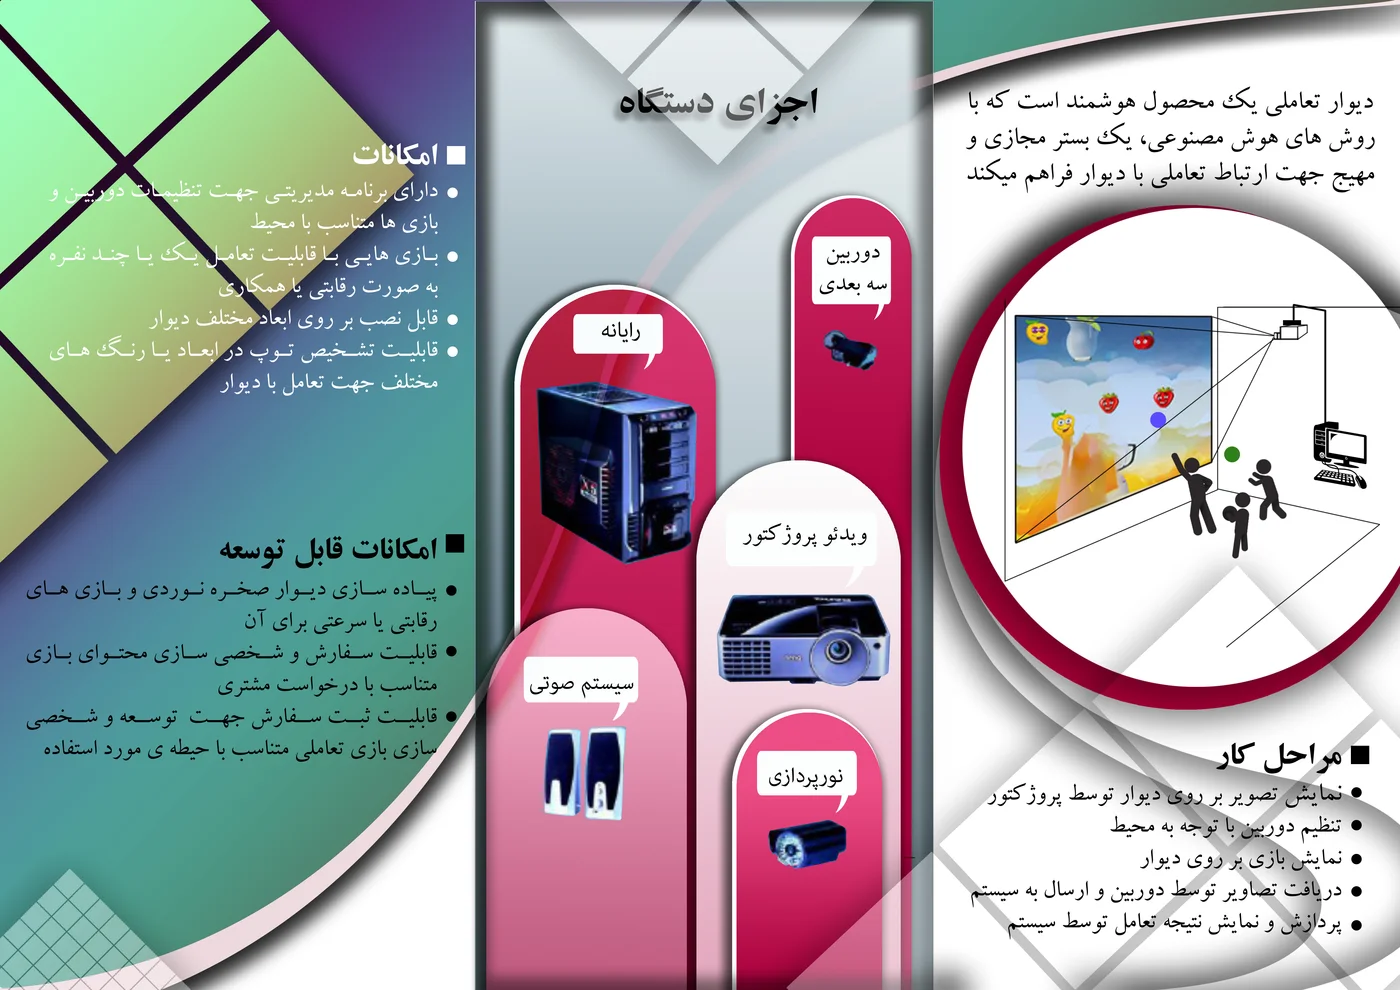 دیوار تعاملی یک محصول هوشمند است که با
روش های هوش مصنوعی، یک بستر مجازی و
مهیج جهت ارتباط تعاملی با دیوار فراهم میکند
مراحل کار
نمایش تصویر بر روی دیوار توسط پروژکتور
تنظیم دوربین با توجه به محیط
نمایش بازی بر روی دیوار
دریافت تصاویر توسط دوربین و ارسال به سیستم
پردازش و نمایش نتیجه تعامل توسط سیستم
اجزای دستگاه
دوربین
سه بعدی
رایانه
ویدئو پروژکتور
سیستم صوتی
نورپردازی
امکانات
دارای برنامه مدیریتی جهت تنظیمات دوربین و
بازی ها متناسب با محیط
بازی هایی با قابلیت تعامل یک یا چند نفره
به صورت رقابتی یا همکاری
قابل نصب بر روی ابعاد مختلف دیوار
قابلیت تشخیص توپ در ابعاد یا رنگ های
مختلف جهت تعامل با دیوار
امکانات قابل توسعه
پیاده سازی دیوار صخره نوردی و بازی های
رقابتی یا سرعتی برای آن
قابلیت سفارش و شخصی سازی محتوای بازی
متناسب با درخواست مشتری
قابلیت ثبت سفارش جهت توسعه و شخصی
سازی بازی تعاملی متناسب با حیطه ی مورد استفاده